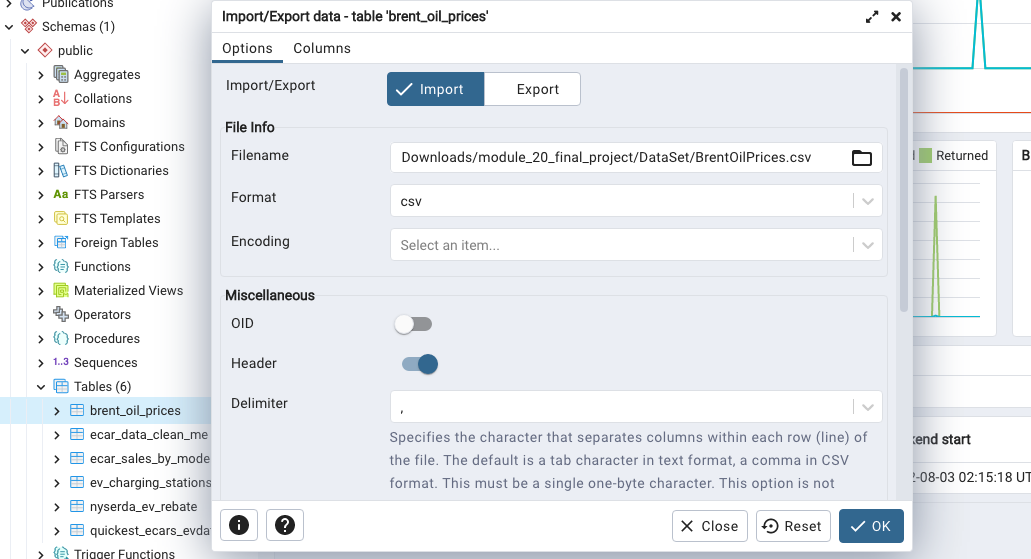 Publications
Schemas (1)
public
Aggregates
Collations
Domains
FTS Configurations
FTS Dictionaries
Aa FTS Parsers
FTS Templates
Foreign Tables
Functions
Materialized Views
Operators
Procedures
1..3 Sequences
Tables (6)
brent_oil_prices
ecar_data_clean_me
ecar_sales_by_mode
ev_charging_stations
nyserda_ev_rebate
quickest_ecars_evda
Trigger Functions
Import/Export data - table 'brent_oil_prices'
Options Columns
Import/Export Import Export
File Info
Filename Downloads/module_20_final_project/DataSet/BrentOilPrices.csv
Format csv
Encoding Select an item...
Miscellaneous
OID
Header
Delimiter ,
Specifies the character that separates columns within each row (line) of
the file. The default is a tab character in text format, a comma in CSV
format. This must be a single one-byte character. This option is not
i ? Close Reset OK
Returned
B
kend start
2-08-03 02:15:18 UT